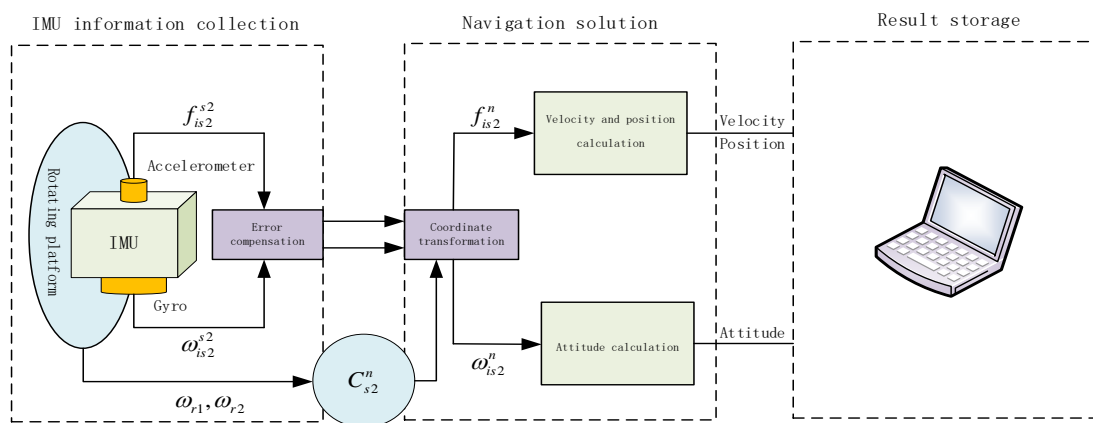 IMU information collection
Navigation solution
Result storage
f_{is2}^{s2}
Accelerometer
Rotating platform
IMU
Gyro
ω_{is2}^{s2}
ω_{r1}, ω_{r2}
Error
compensation
C_{s2}^{n}
Coordinate
transformation
f_{is2}^{n}
ω_{is2}^{n}
Velocity and position
calculation
Attitude calculation
Velocity
Position
Attitude